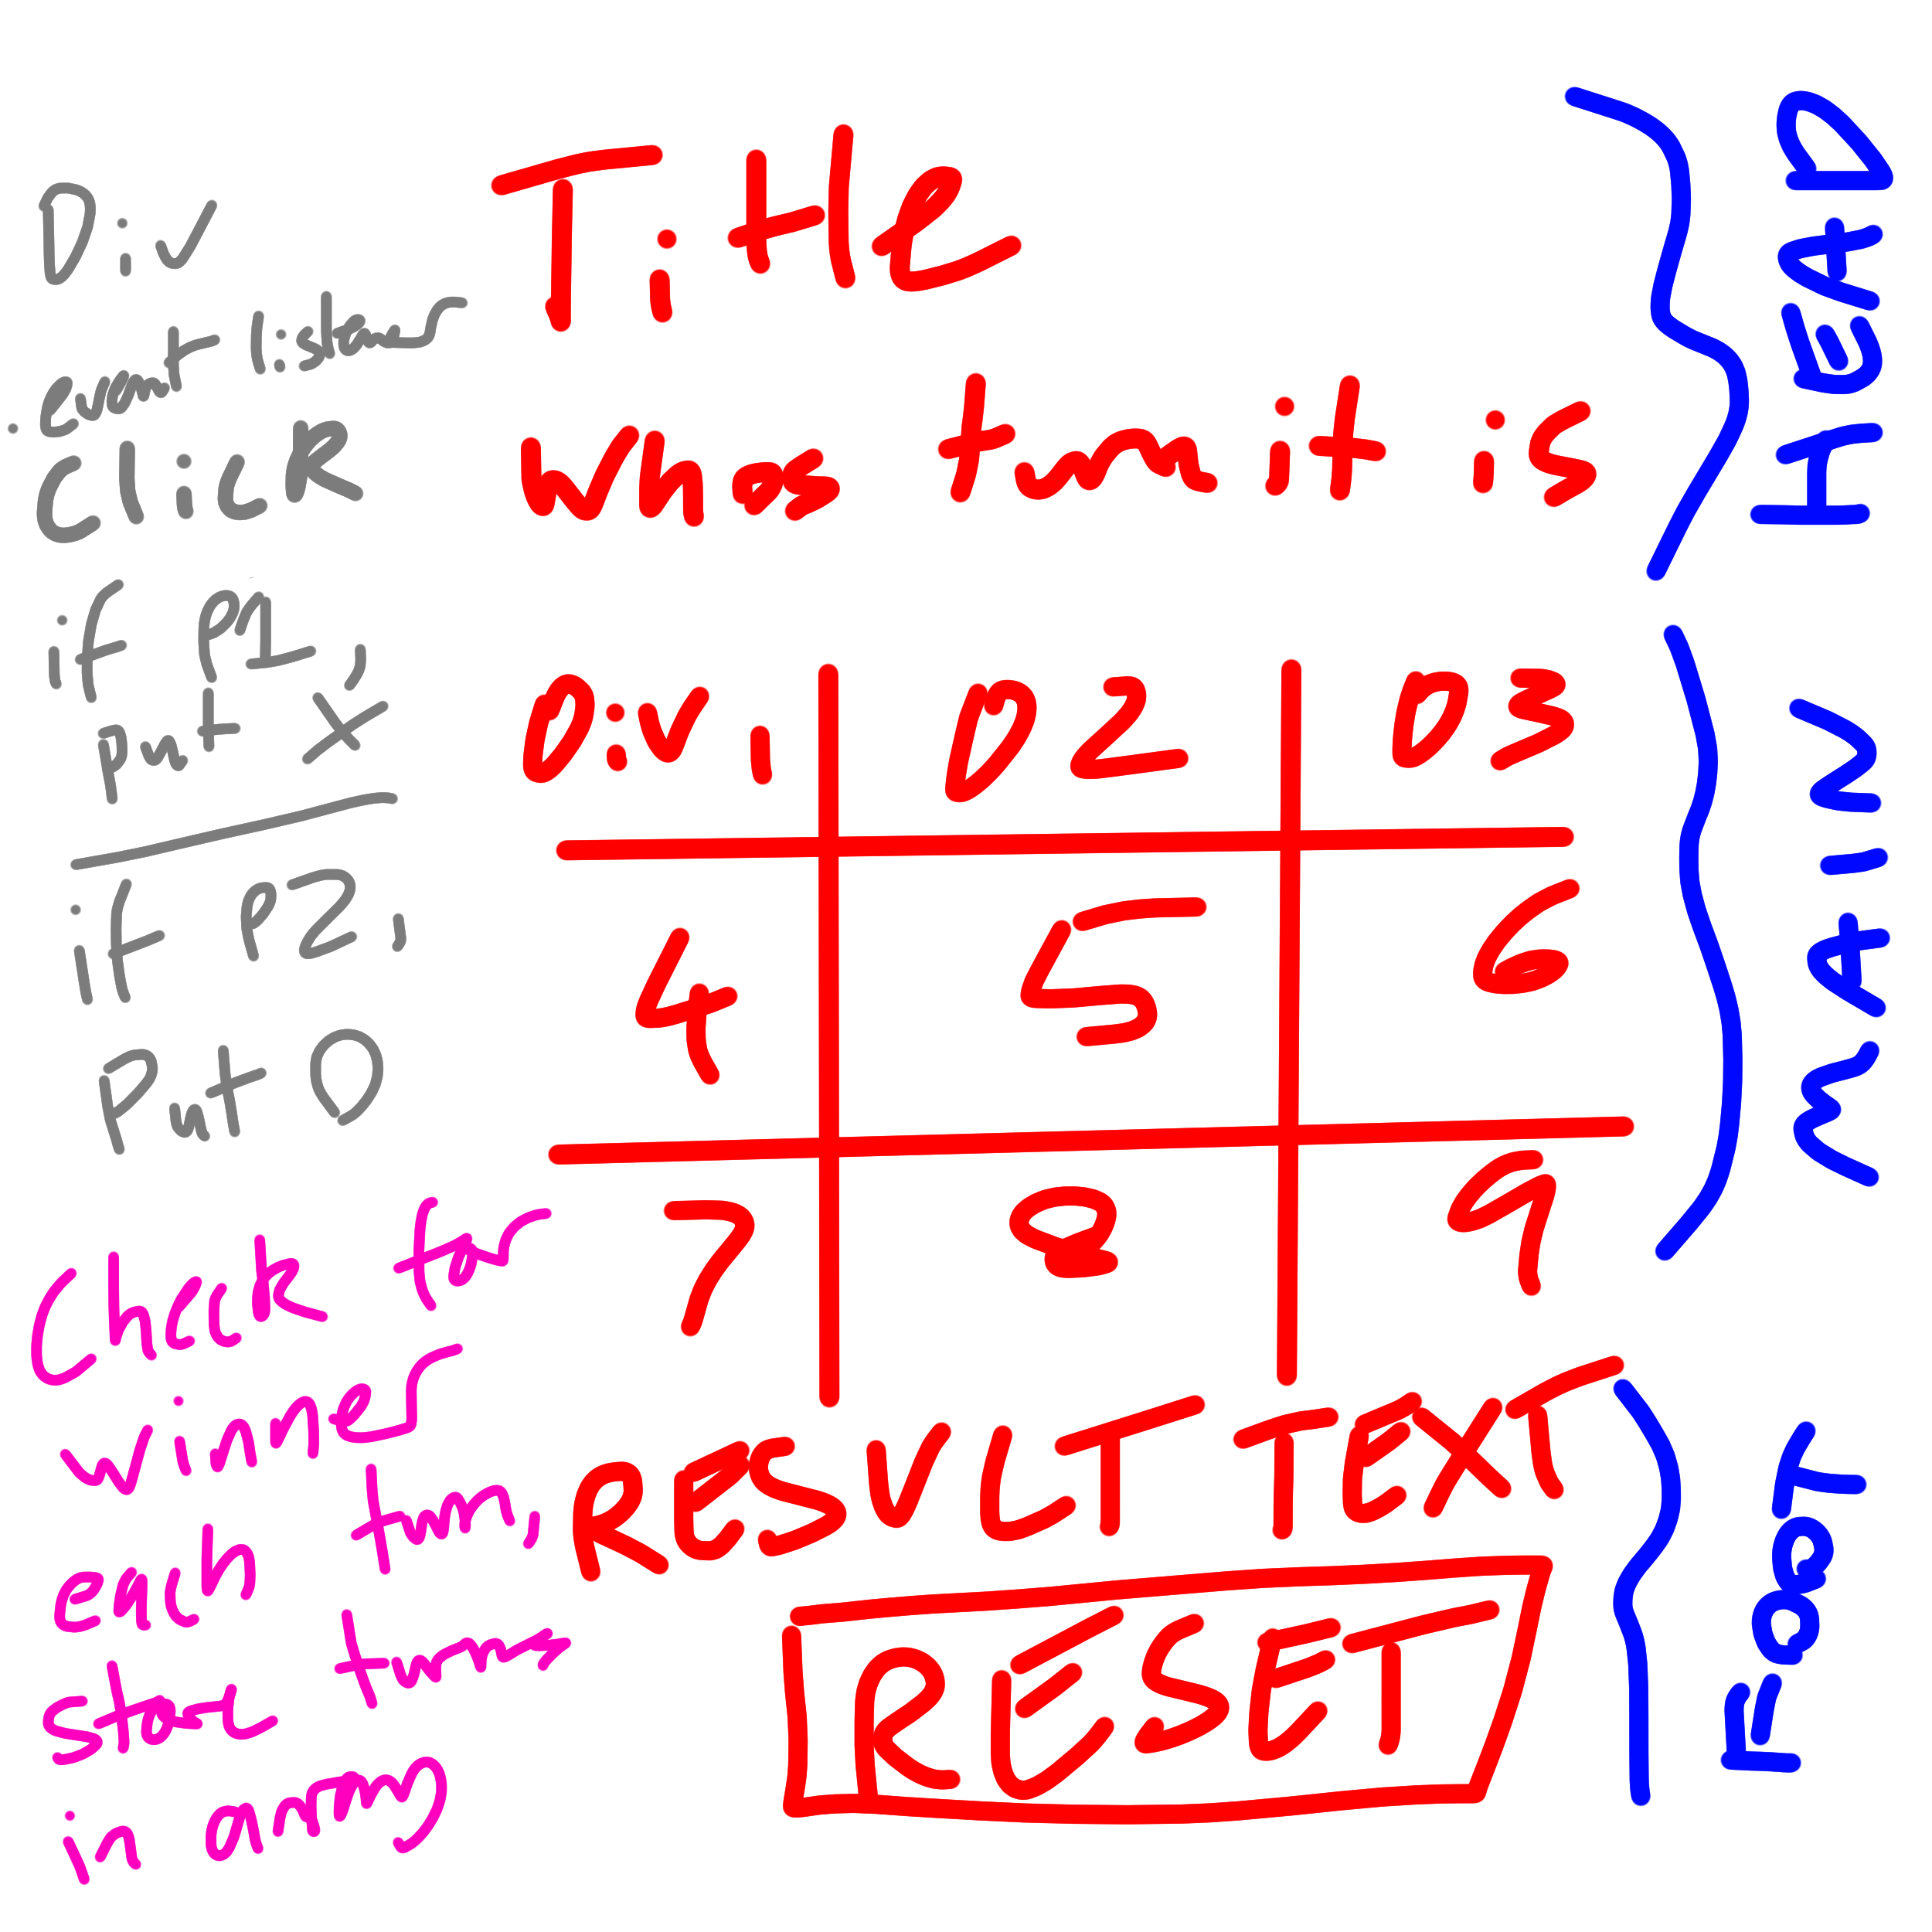 Title
whos turn it is
Div 1
D2
D3
4
5
6
7
8
9
RESULT TEXT
RESET
Div ✓
event listener
click
if P1,
Put X
if P2,
Put O
Check for
winner
each turn,
stack turns,
in array
HEAD
MAIN
FOOTER